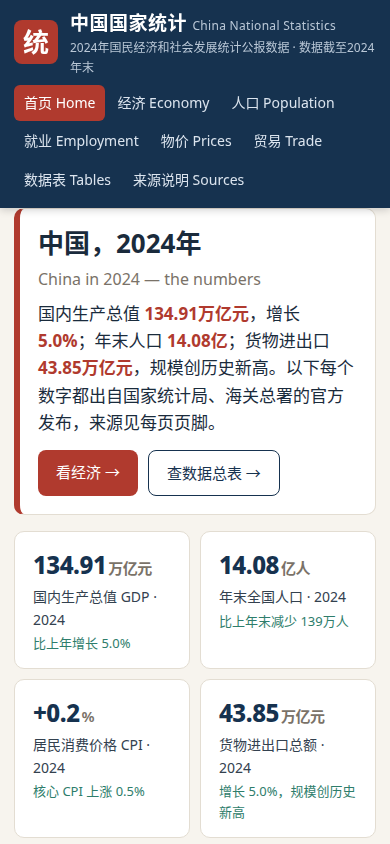 统
中国国家统计 China National Statistics
2024年国民经济和社会发展统计公报数据 · 数据截至2024
年末
首页 Home 经济 Economy 人口 Population
就业 Employment 物价 Prices 贸易 Trade
数据表 Tables 来源说明 Sources
中国，2024年
China in 2024 — the numbers
国内生产总值 134.91万亿元，增长
5.0%；年末人口 14.08亿；货物进出口
43.85万亿元，规模创历史新高。以下每个
数字都出自国家统计局、海关总署的官方
发布，来源见每页页脚。
看经济 → 查数据总表 →
134.91万亿元
国内生产总值 GDP ·
2024
比上年增长 5.0%
14.08亿人
年末全国人口 · 2024
比上年末减少 139万人
+0.2%
居民消费价格 CPI ·
2024
核心 CPI 上涨 0.5%
43.85万亿元
货物进出口总额 ·
2024
增长 5.0%，规模创历史
新高